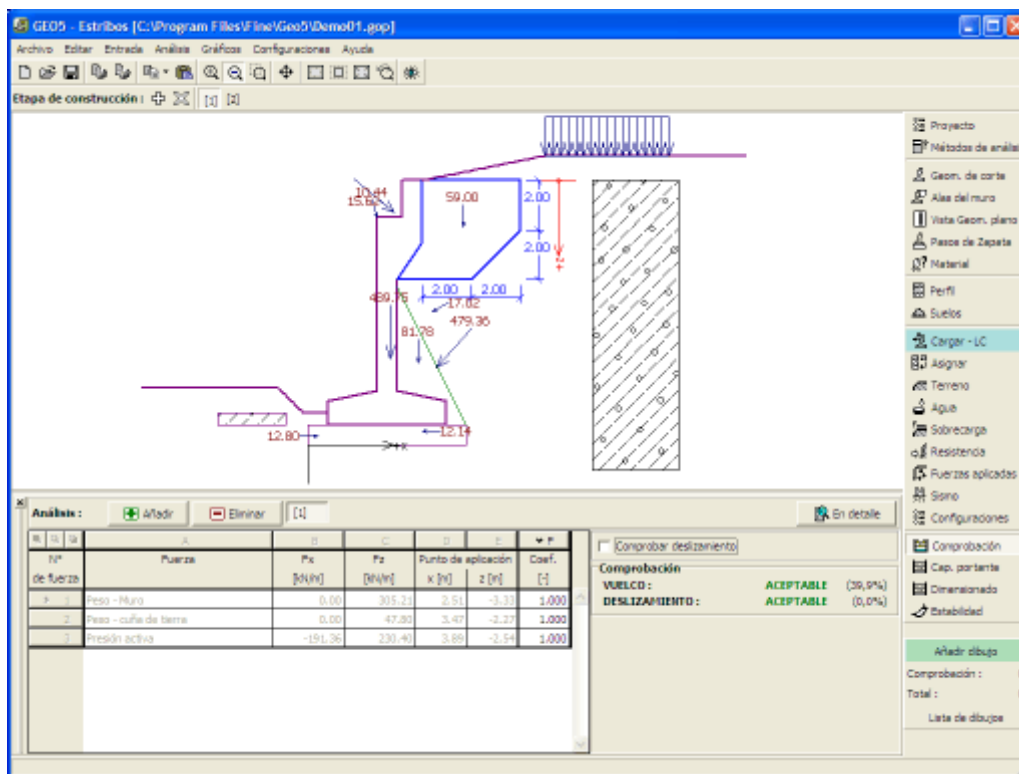 GEO5 - Estribos [C:\Program Files\Fine\Geo5\Demo01.gop]
Archivo Editar Entrada Análisis Gráficos Configuraciones Ayuda
Etapa de construcción : [1] [2]
10.44
15.62
59.00
2.00
2.00
+z
2.00 2.00
17.02
479.36
81.78
12.80
12.14
+x
Proyecto
Métodos de análisi
Geom. de corte
Alas del muro
Vista Geom. plano
Pasos de Zapata
Material
Perfil
Suelos
Cargar - LC
Asignar
Terreno
Agua
Sobrecarga
Resistencia
Fuerzas aplicadas
Sismo
Configuraciones
Comprobación
Cap. portante
Dimensionado
Estabilidad
Añadir dibujo
Comprobación :
Total :
Lista de dibujos
Análisis : Añadir Eliminar [1] En detalle
A B C D E F
Nº Fuerza Fx Fz Punto de aplicación Coef.
de fuerza [kN/m] [kN/m] x [m] z [m] [-]
1 Peso - Muro 0.00 305.21 2.51 -3.33 1.000
2 Peso - cuña de tierra 0.00 47.80 3.47 -2.27 1.000
3 Presión activa -191.36 230.40 3.89 -2.54 1.000
Comprobar deslizamiento
Comprobación
VUELCO : ACEPTABLE (39,9%)
DESLIZAMIENTO : ACEPTABLE (0,0%)